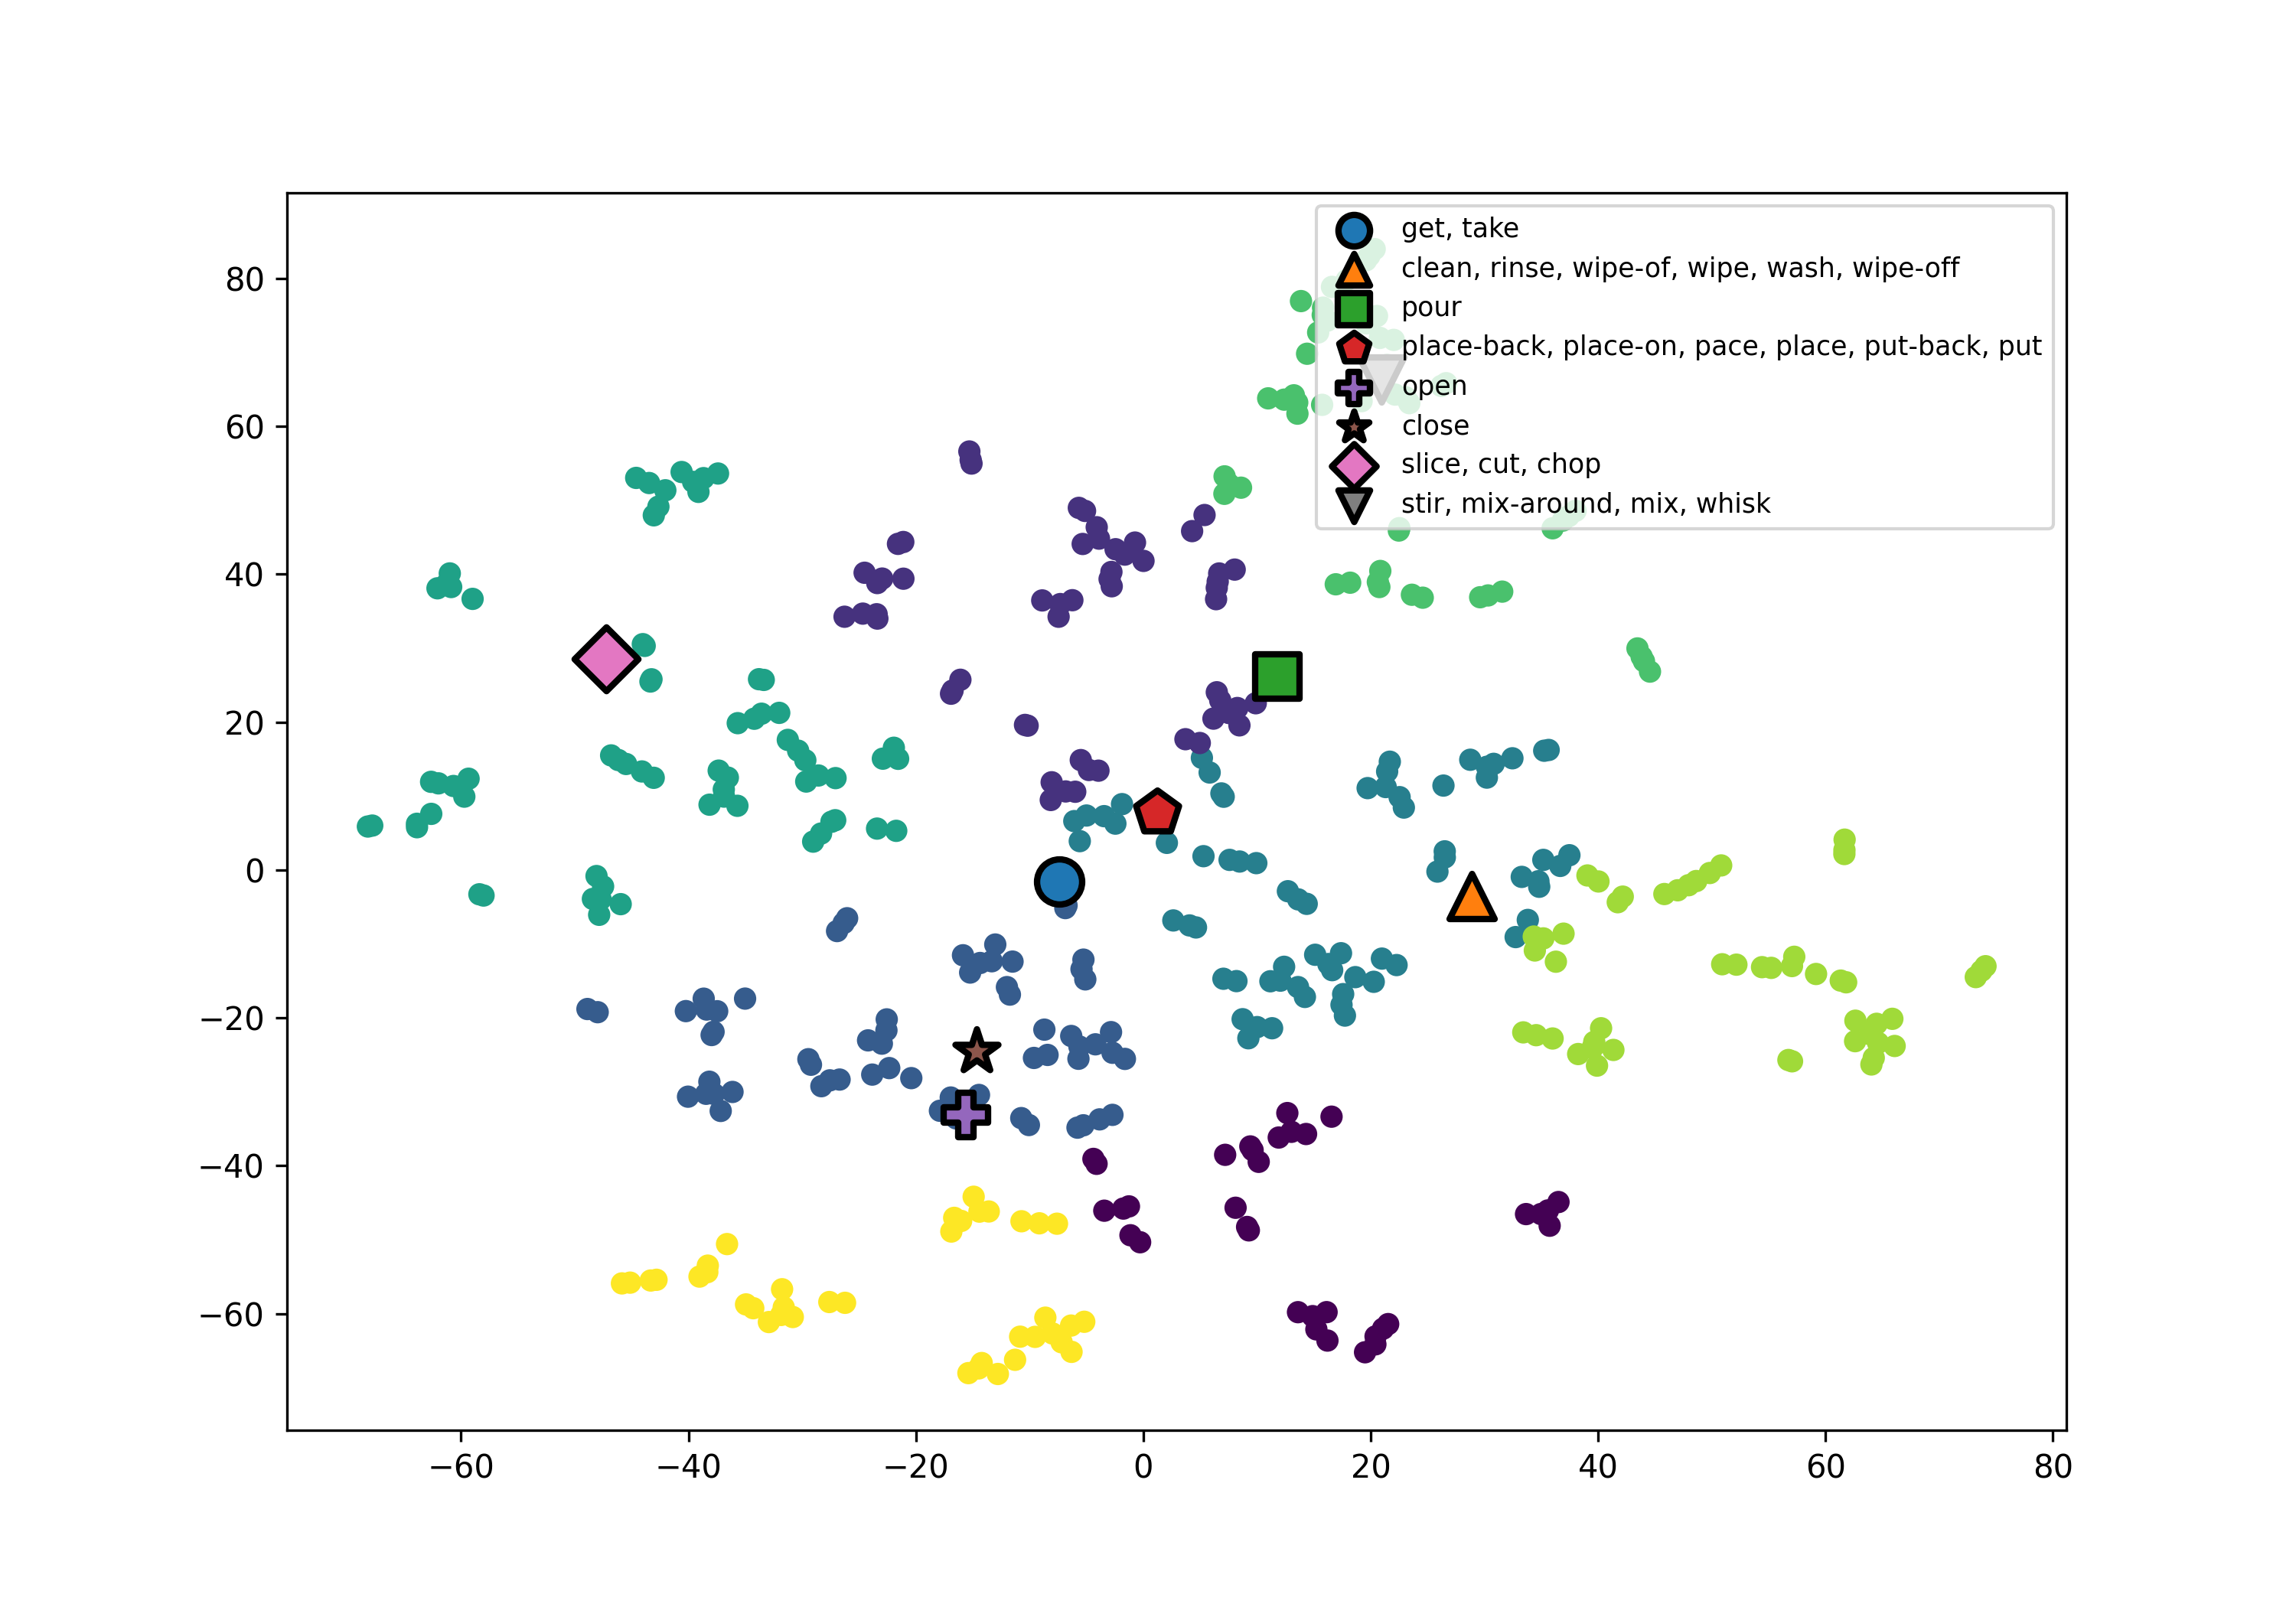 get, take
clean, rinse, wipe-of, wipe, wash, wipe-off
pour
place-back, place-on, pace, place, put-back, put
open
close
slice, cut, chop
stir, mix-around, mix, whisk
80
60
40
20
0
−20
−40
−60
−60 −40 −20 0 20 40 60 80